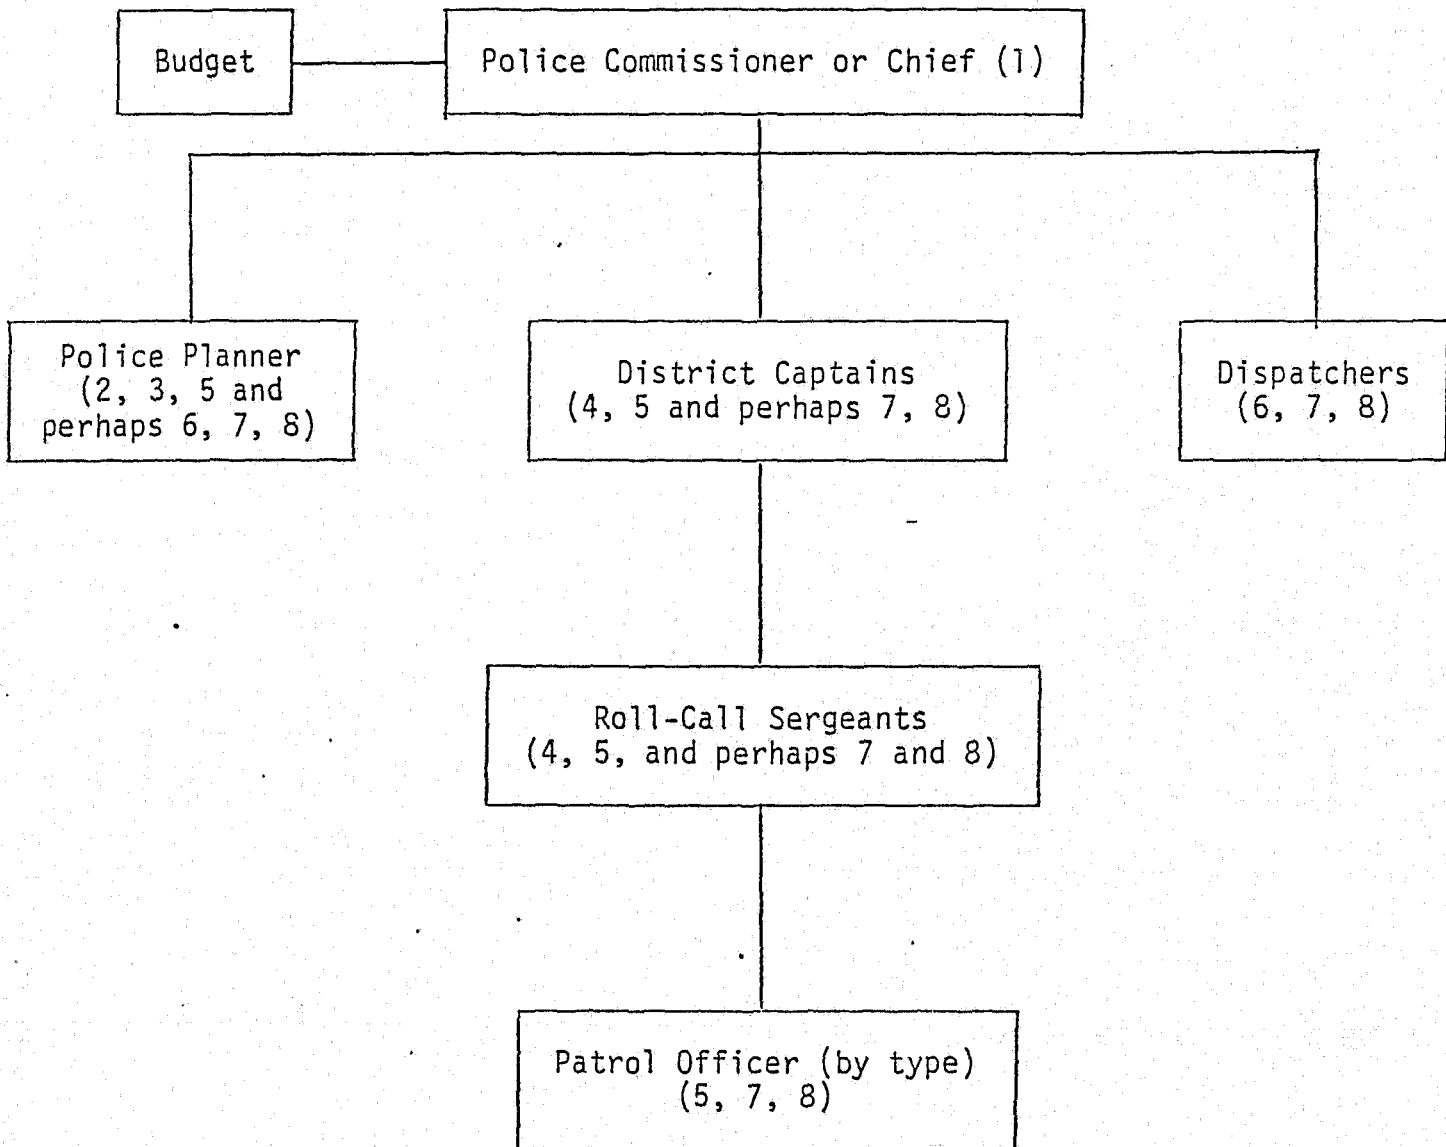 Budget
Police Commissioner or Chief (1)
Police Planner
(2, 3, 5 and
perhaps 6, 7, 8)
District Captains
(4, 5 and perhaps 7, 8)
Dispatchers
(6, 7, 8)
Roll-Call Sergeants
(4, 5, and perhaps 7 and 8)
Patrol Officer (by type)
(5, 7, 8)